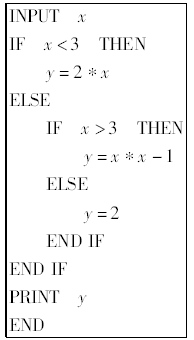 INPUT x
IF x<3 THEN
y=2*x
ELSE
IF x>3 THEN
y=x*x-1
ELSE
y=2
END IF
END IF
PRINT y
END